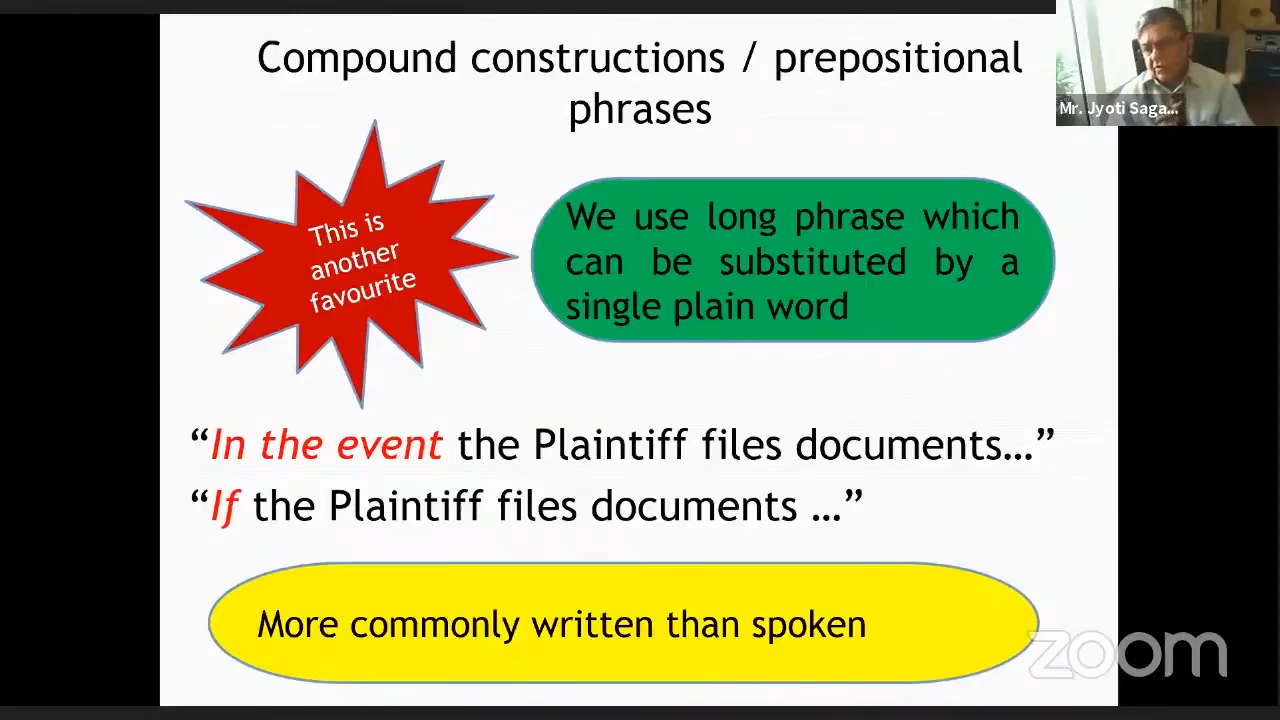 Compound constructions / prepositional
phrases
Mr. Jyoti Saga...
This is
another
favourite
We use long phrase which
can be substituted by a
single plain word
“In the event the Plaintiff files documents…”
“If the Plaintiff files documents …”
More commonly written than spoken
zoom